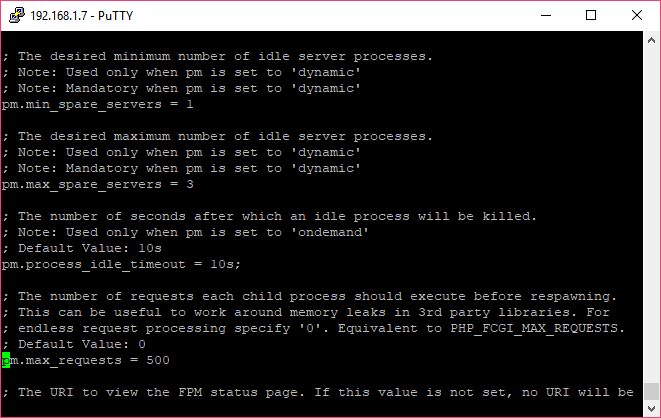 192.168.1.7 - PuTTY
; The desired minimum number of idle server processes.
; Note: Used only when pm is set to 'dynamic'
; Note: Mandatory when pm is set to 'dynamic'
pm.min_spare_servers = 1
; The desired maximum number of idle server processes.
; Note: Used only when pm is set to 'dynamic'
; Note: Mandatory when pm is set to 'dynamic'
pm.max_spare_servers = 3
; The number of seconds after which an idle process will be killed.
; Note: Used only when pm is set to 'ondemand'
; Default Value: 10s
pm.process_idle_timeout = 10s;
; The number of requests each child process should execute before respawning.
; This can be useful to work around memory leaks in 3rd party libraries. For
; endless request processing specify '0'. Equivalent to PHP_FCGI_MAX_REQUESTS.
; Default Value: 0
pm.max_requests = 500
; The URI to view the FPM status page. If this value is not set, no URI will be